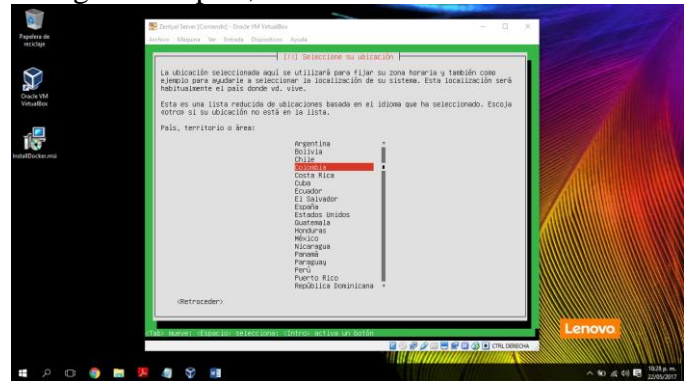 Papelera de
reciclaje
Oracle VM
VirtualBox
InstallDocker.msi
Zentyal Server [Corriendo] - Oracle VM VirtualBox
Archivo Máquina Ver Entrada Dispositivos Ayuda
[!!] Seleccione su ubicación
La ubicación seleccionada aquí se utilizará para fijar su zona horaria y también como
ejemplo para ayudarle a seleccionar la localización de su sistema. Esta localización será
habitualmente el país donde vd. vive.
Esta es una lista reducida de ubicaciones basada en el idioma que ha seleccionado. Escoja
«otro» si su ubicación no está en la lista.
País, territorio o área:
Argentina
Bolivia
Chile
Colombia
Costa Rica
Cuba
Ecuador
El Salvador
España
Estados Unidos
Guatemala
Honduras
México
Nicaragua
Panamá
Paraguay
Perú
Puerto Rico
República Dominicana
<Retroceder>
<Tab> mueve; <Espacio> selecciona; <Intro> activa un botón
CTRL DERECHA
Lenovo
10:28 p. m.
22/05/2017